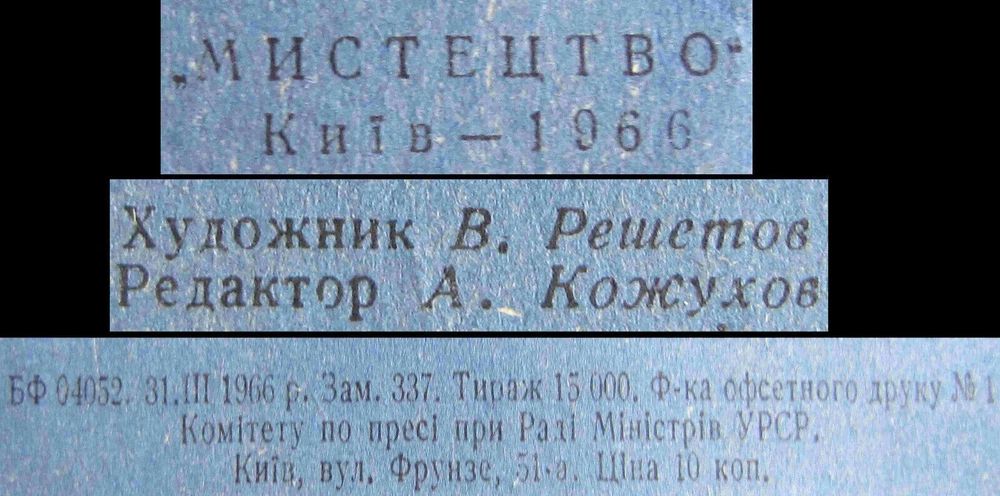 „МИСТЕЦТВО"
Київ — 1966
Художник В. Решетов
Редактор А. Кожухов
БФ 04052. 31.III 1966 р. Зам. 337. Тираж 15 000. Ф-ка офсетного друку № 1
Комітету по пресі при Раді Міністрів УРСР.
Київ, вул. Фрунзе, 51-а. Ціна 10 коп.